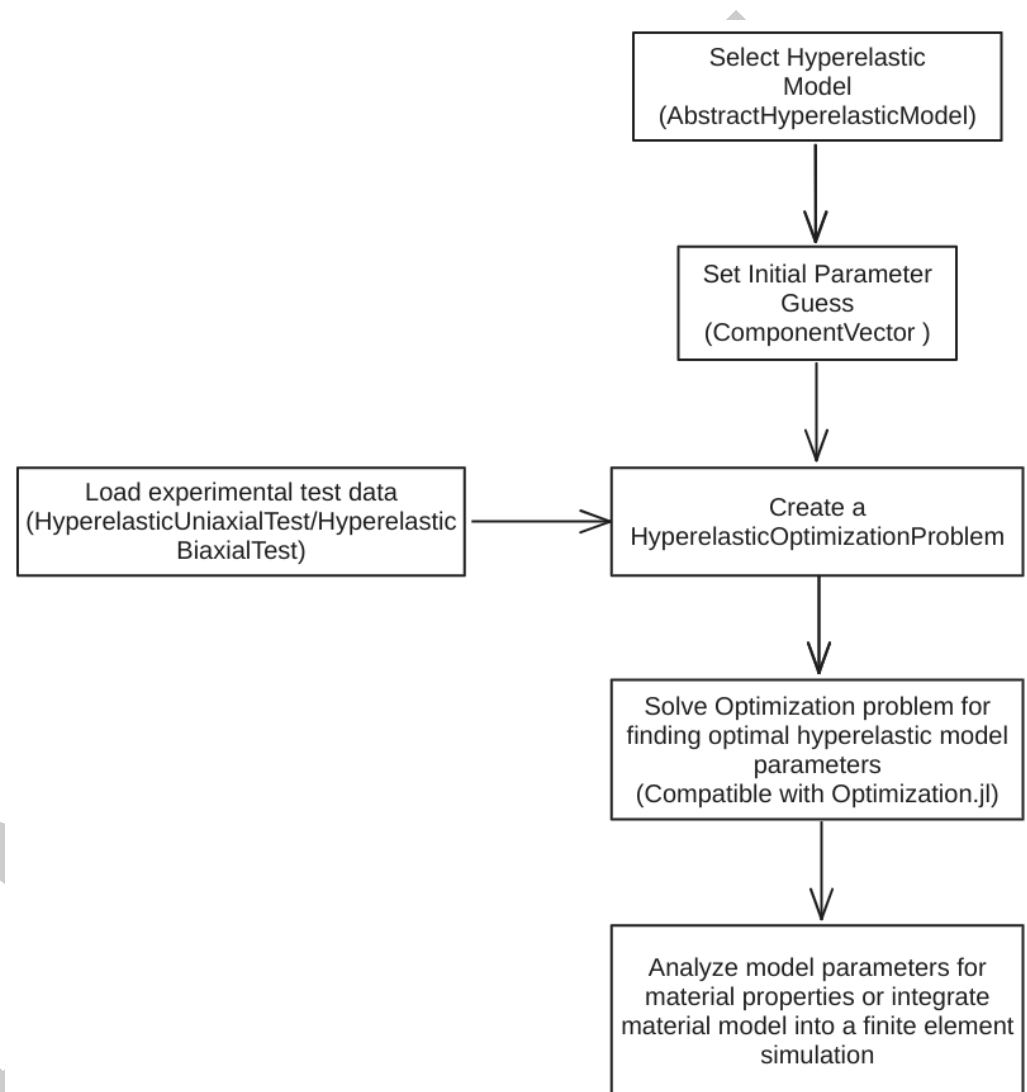 Select Hyperelastic
Model
(AbstractHyperelasticModel)
Set Initial Parameter
Guess
(ComponentVector )
Load experimental test data
(HyperelasticUniaxialTest/Hyperelastic
BiaxialTest)
Create a
HyperelasticOptimizationProblem
Solve Optimization problem for
finding optimal hyperelastic model
parameters
(Compatible with Optimization.jl)
Analyze model parameters for
material properties or integrate
material model into a finite element
simulation